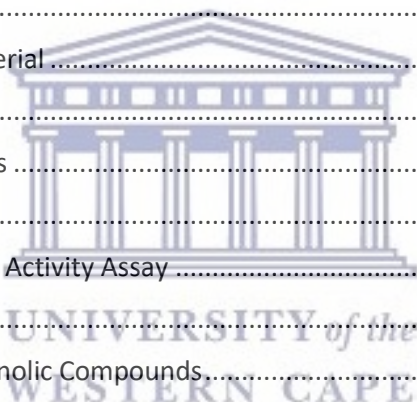 ..........................................
erial ..........................................
..........................................
s ..........................................
..........................................
Activity Assay ..........................................
..........................................
UNIVERSITY of the
nolic Compounds..........................................
WESTERN CAPE